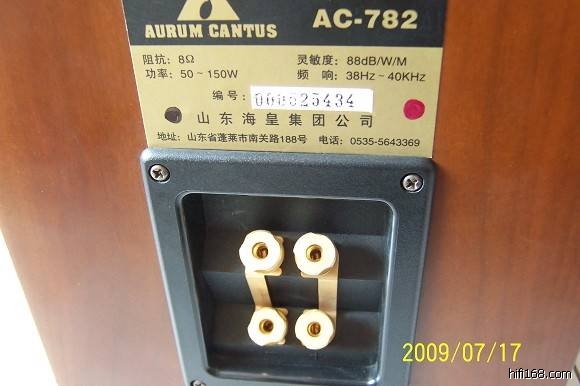 AURUM CANTUS AC-782
阻抗: 8Ω 灵敏度: 88dB/W/M
功率: 50~150W 频 响: 38Hz~40KHz
编号: 000625434
山东海皇集团公司
地址: 山东省蓬莱市南关路188号 电话: 0535-5643369
2009/07/17
hifi168.com